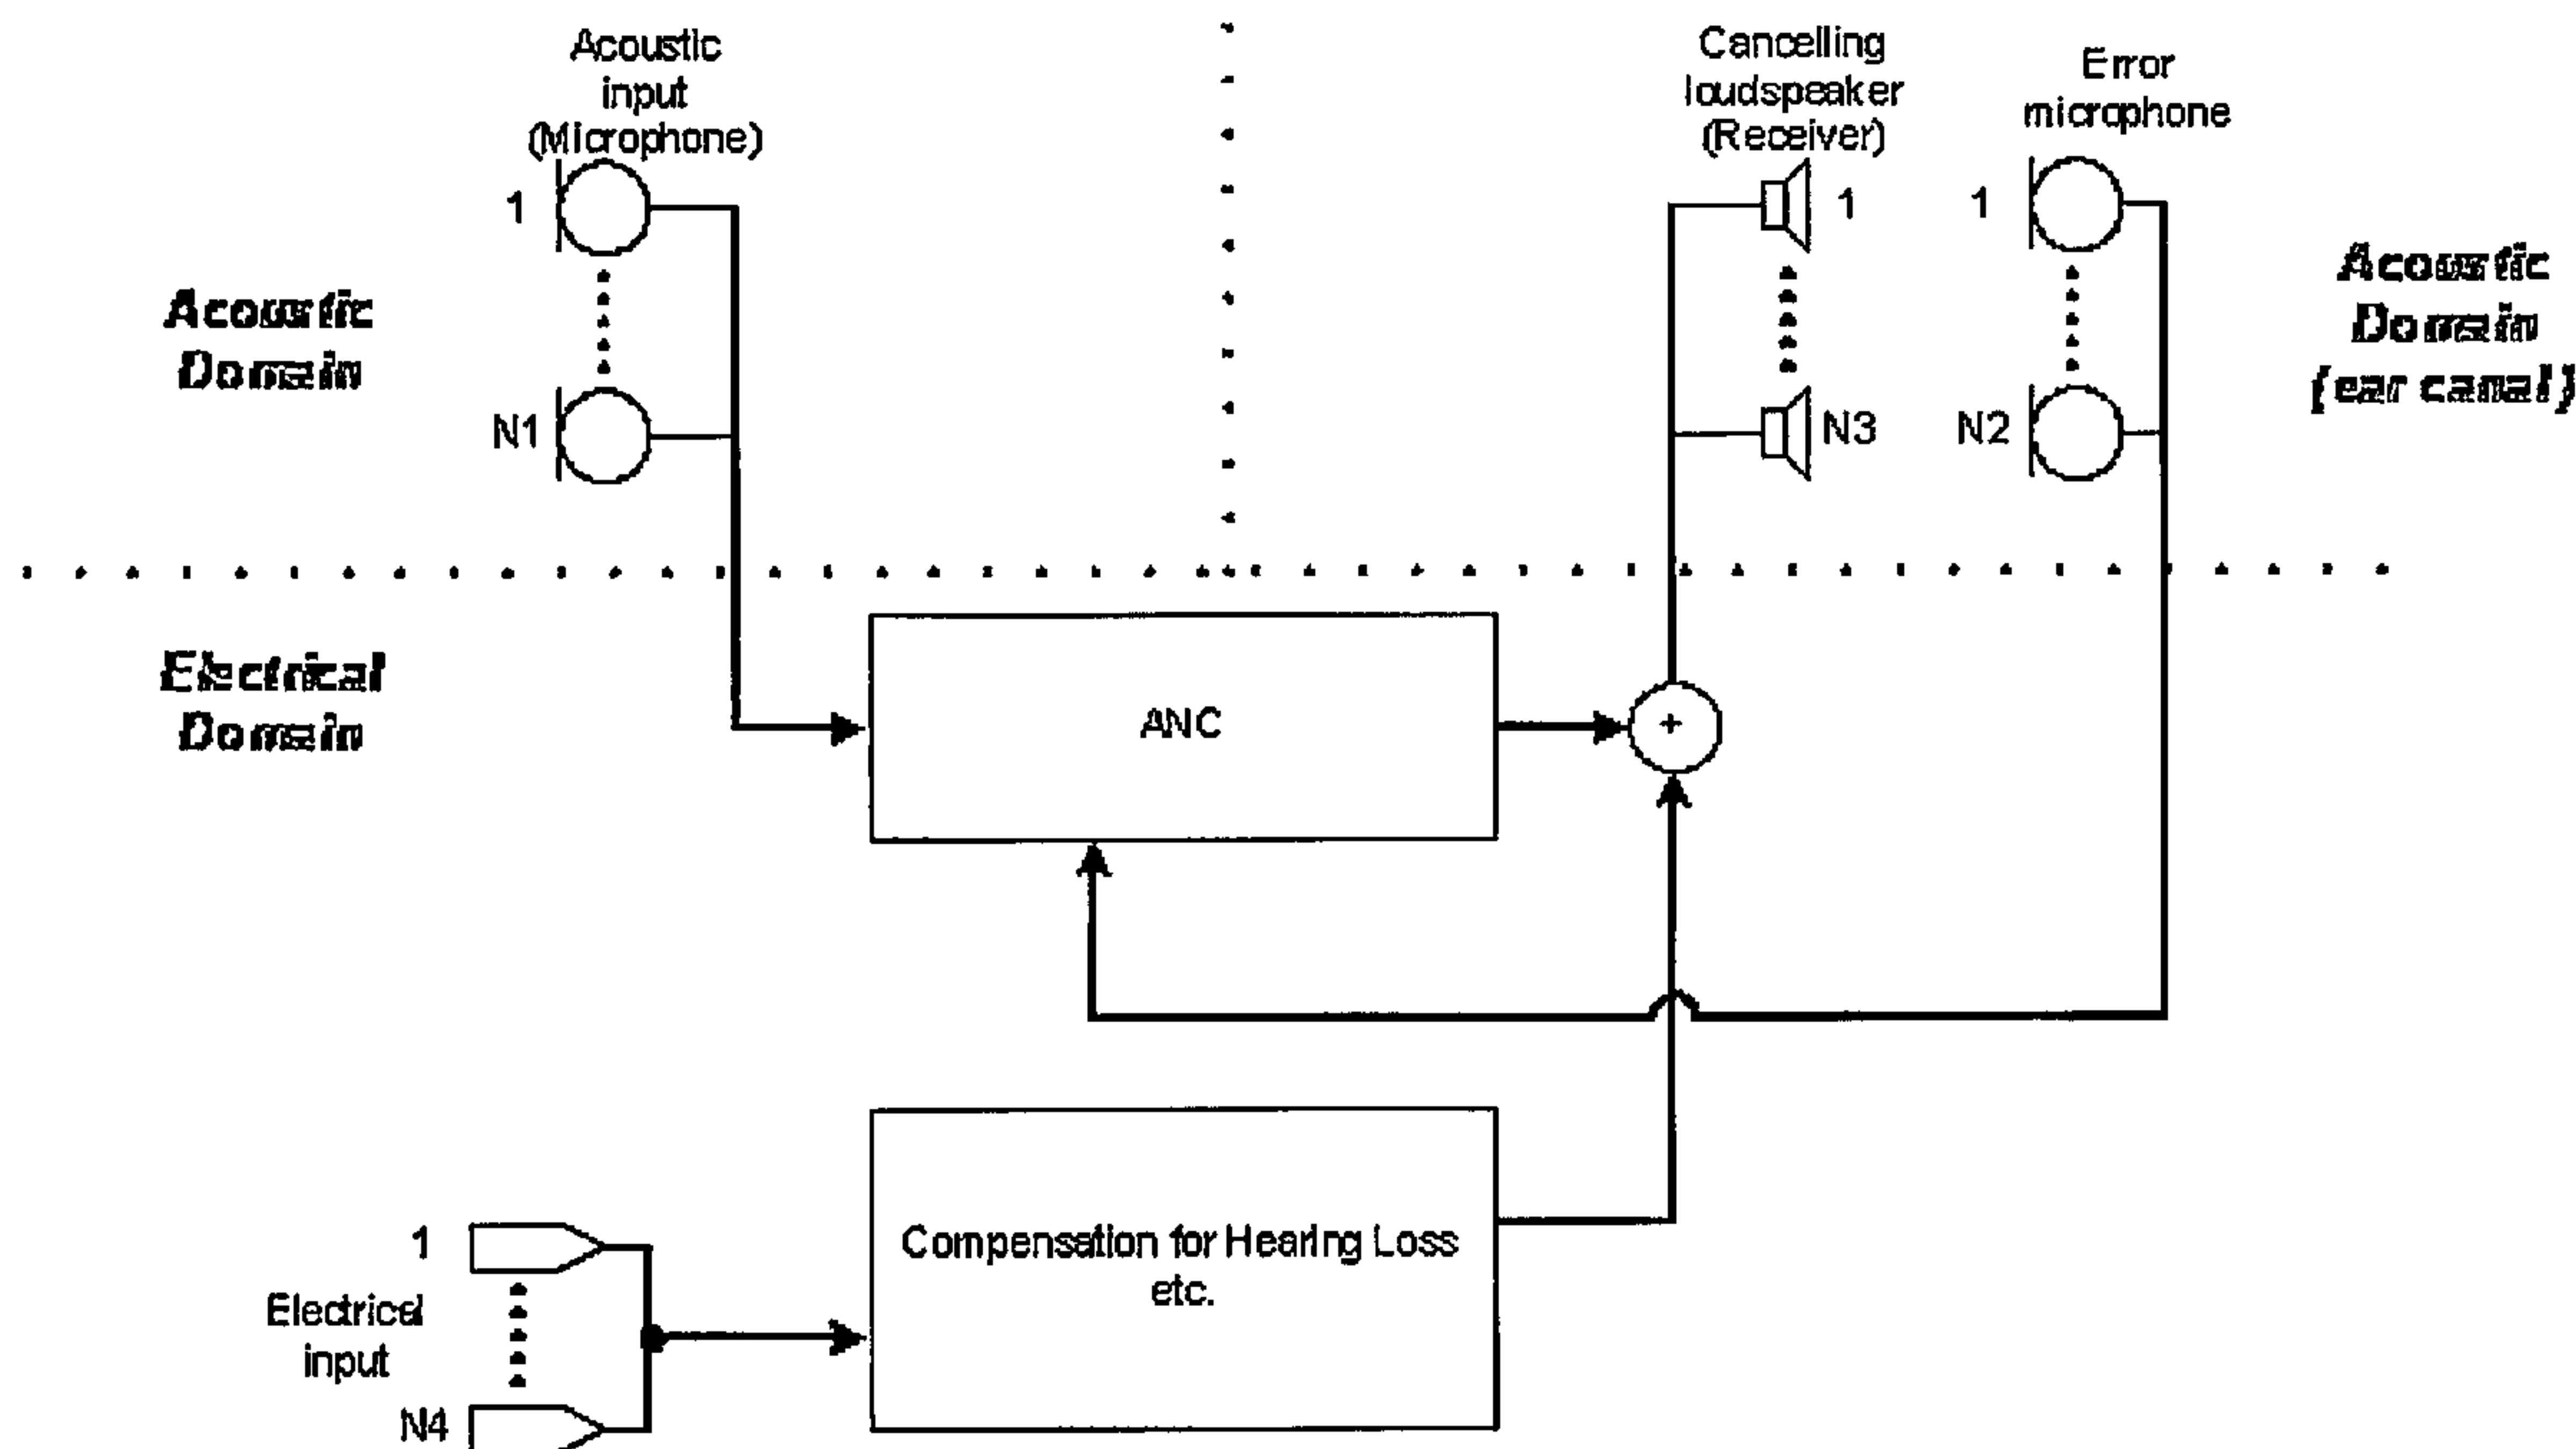 Acoustic
input
(Microphone)
Cancelling
loudspeaker
(Receiver)
Error
microphone
1
1
1
Acoustic
Domain
Acoustic
Domain
(ear canal)
N1
N3
N2
Electrical
Domain
ANC
+
1
Electrical
input
N4
Compensation for Hearing Loss
etc.